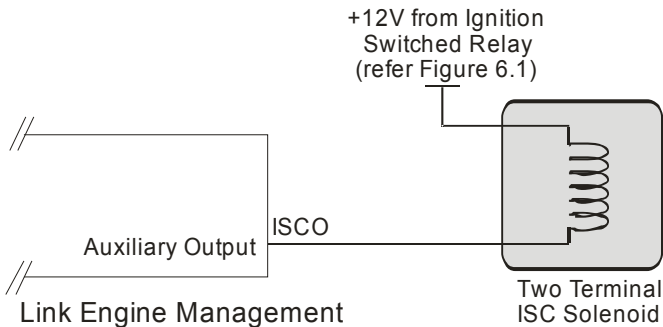 +12V from Ignition
Switched Relay
(refer Figure 6.1)
ISCO
Auxiliary Output
Link Engine Management
Two Terminal
ISC Solenoid